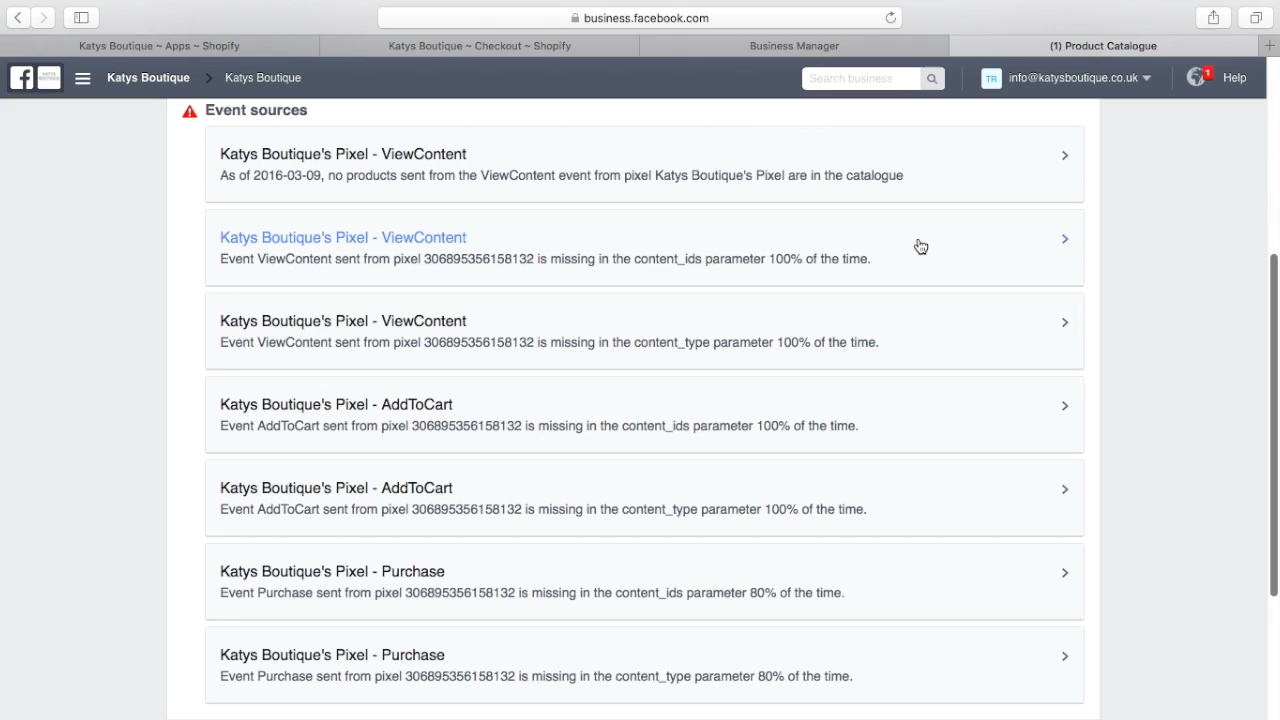 business.facebook.com
Katys Boutique ~ Apps ~ Shopify
Katys Boutique ~ Checkout ~ Shopify
Business Manager
(1) Product Catalogue
Katys Boutique
Katys Boutique
Search business
TR
info@katysboutique.co.uk
1
Help
Event sources
Katys Boutique's Pixel - ViewContent
As of 2016-03-09, no products sent from the ViewContent event from pixel Katys Boutique's Pixel are in the catalogue
Katys Boutique's Pixel - ViewContent
Event ViewContent sent from pixel 306895356158132 is missing in the content_ids parameter 100% of the time.
Katys Boutique's Pixel - ViewContent
Event ViewContent sent from pixel 306895356158132 is missing in the content_type parameter 100% of the time.
Katys Boutique's Pixel - AddToCart
Event AddToCart sent from pixel 306895356158132 is missing in the content_ids parameter 100% of the time.
Katys Boutique's Pixel - AddToCart
Event AddToCart sent from pixel 306895356158132 is missing in the content_type parameter 100% of the time.
Katys Boutique's Pixel - Purchase
Event Purchase sent from pixel 306895356158132 is missing in the content_ids parameter 80% of the time.
Katys Boutique's Pixel - Purchase
Event Purchase sent from pixel 306895356158132 is missing in the content_type parameter 80% of the time.